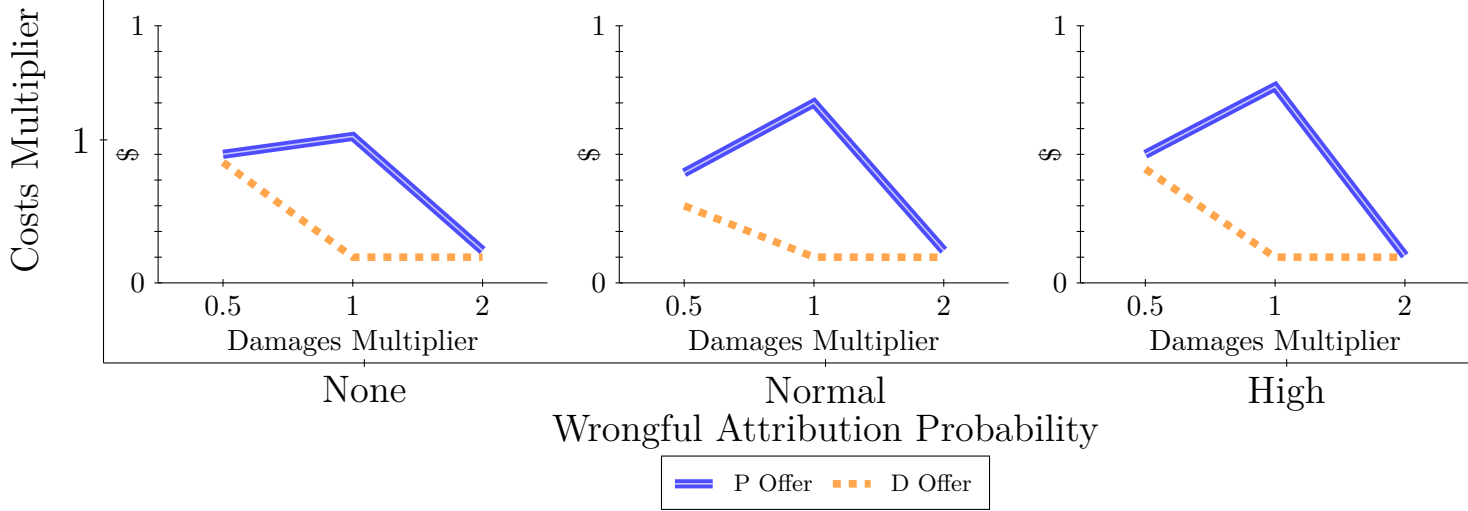 Costs Multiplier
1
1
$
0
0.5 1 2
Damages Multiplier
1
$
0
0.5 1 2
Damages Multiplier
1
$
0
0.5 1 2
Damages Multiplier
None
Normal
High
Wrongful Attribution Probability
P Offer
D Offer